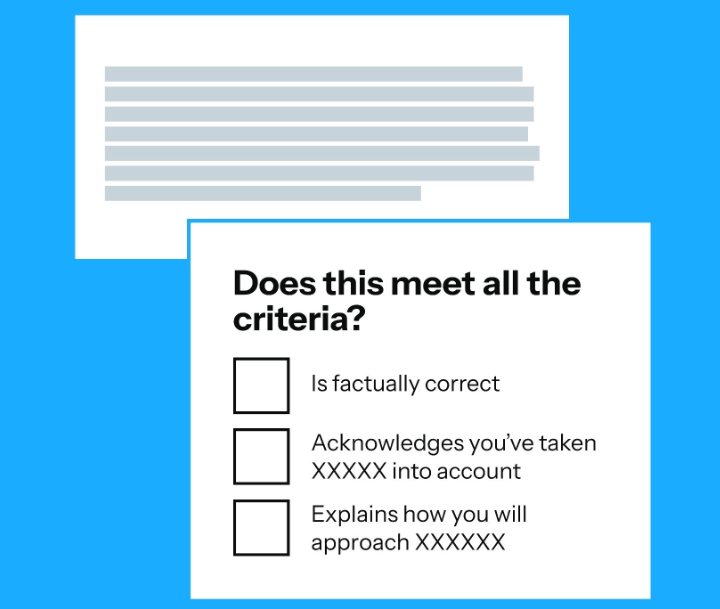 Does this meet all the
criteria?
Is factually correct
Acknowledges you’ve taken
XXXXX into account
Explains how you will
approach XXXXXX